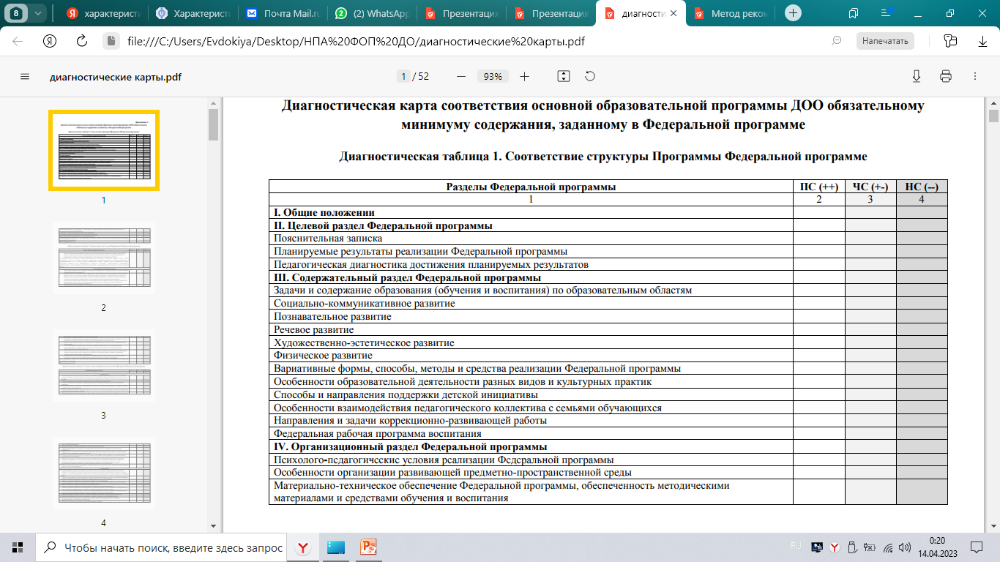 8
характеристи
Характеристи
Почта Mail.ru
(2) WhatsApp
Презентация
Презентация
диагности
Метод реком
file:///C:/Users/Evdokiya/Desktop/НПА%20ФОП%20ДО/диагностические%20карты.pdf
Напечатать
диагностические карты.pdf
1 / 52
93%
1
2
3
4
Диагностическая карта соответствия основной образовательной программы ДОО обязательному
минимуму содержания, заданному в Федеральной программе
Диагностическая таблица 1. Соответствие структуры Программы Федеральной программе
Разделы Федеральной программы ПС (++) ЧС (+-) НС (--)
1 2 3 4
I. Общие положении
II. Целевой раздел Федеральной программы
Пояснительная записка
Планируемые результаты реализации Федеральной программы
Педагогическая диагностика достижения планируемых результатов
III. Содержательный раздел Федеральной программы
Задачи и содержание образования (обучения и воспитания) по образовательным областям
Социально-коммуникативное развитие
Познавательное развитие
Речевое развитие
Художественно-эстетическое развитие
Физическое развитие
Вариативные формы, способы, методы и средства реализации Федеральной программы
Особенности образовательной деятельности разных видов и культурных практик
Способы и направления поддержки детской инициативы
Особенности взаимодействия педагогического коллектива с семьями обучающихся
Направления и задачи коррекционно-развивающей работы
Федеральная рабочая программа воспитания
IV. Организационный раздел Федеральной программы
Психолого-педагогические условия реализации Федеральной программы
Особенности организации развивающей предметно-пространственной среды
Материально-техническое обеспечение Федеральной программы, обеспеченность методическими
материалами и средствами обучения и воспитания
Чтобы начать поиск, введите здесь запрос
RU
0:20
14.04.2023